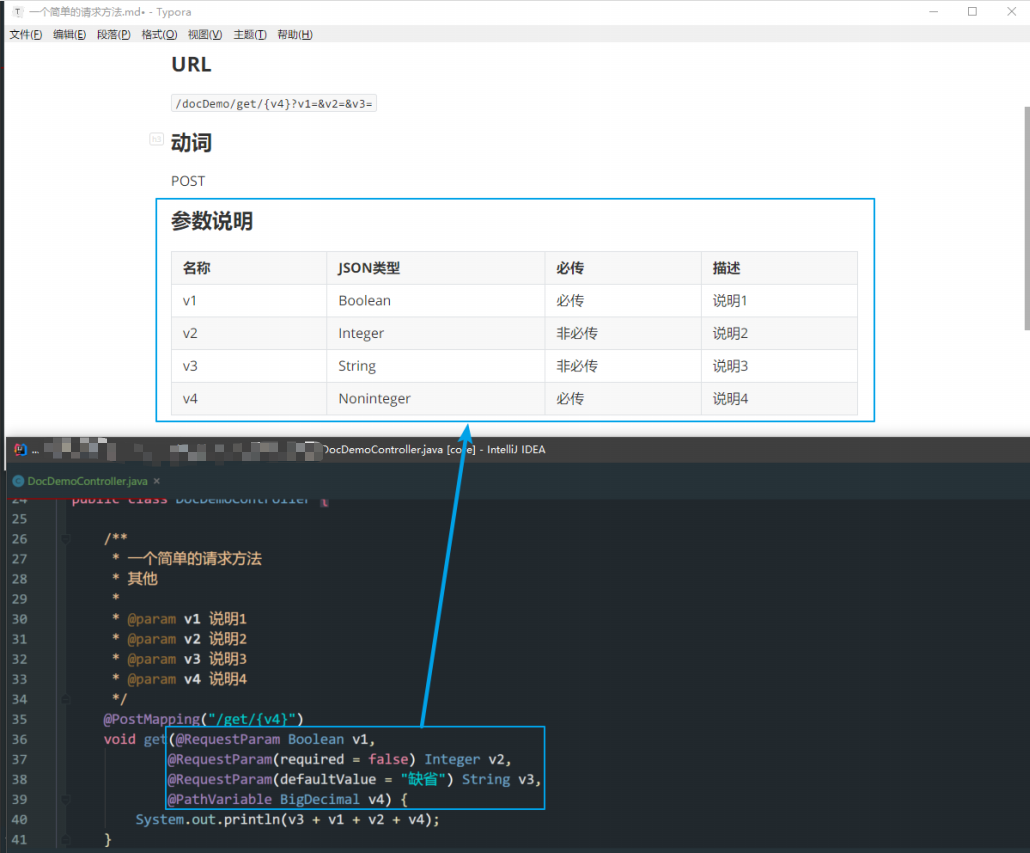 一个简单的请求方法.md• - Typora
文件(F) 编辑(E) 段落(P) 格式(O) 视图(V) 主题(T) 帮助(H)
URL
/docDemo/get/{v4}?v1=&v2=&v3=
h3 动词
POST
参数说明
名称 JSON类型 必传 描述
v1 Boolean 必传 说明1
v2 Integer 非必传 说明2
v3 String 非必传 说明3
v4 Noninteger 必传 说明4
... DocDemoController.java [core] - IntelliJ IDEA
DocDemoController.java ×
24 public class DocDemoController {
25
26 /**
27 * 一个简单的请求方法
28 * 其他
29 *
30 * @param v1 说明1
31 * @param v2 说明2
32 * @param v3 说明3
33 * @param v4 说明4
34 */
35 @PostMapping("/get/{v4}")
36 void get(@RequestParam Boolean v1,
37 @RequestParam(required = false) Integer v2,
38 @RequestParam(defaultValue = "缺省") String v3,
39 @PathVariable BigDecimal v4) {
40 System.out.println(v3 + v1 + v2 + v4);
41 }